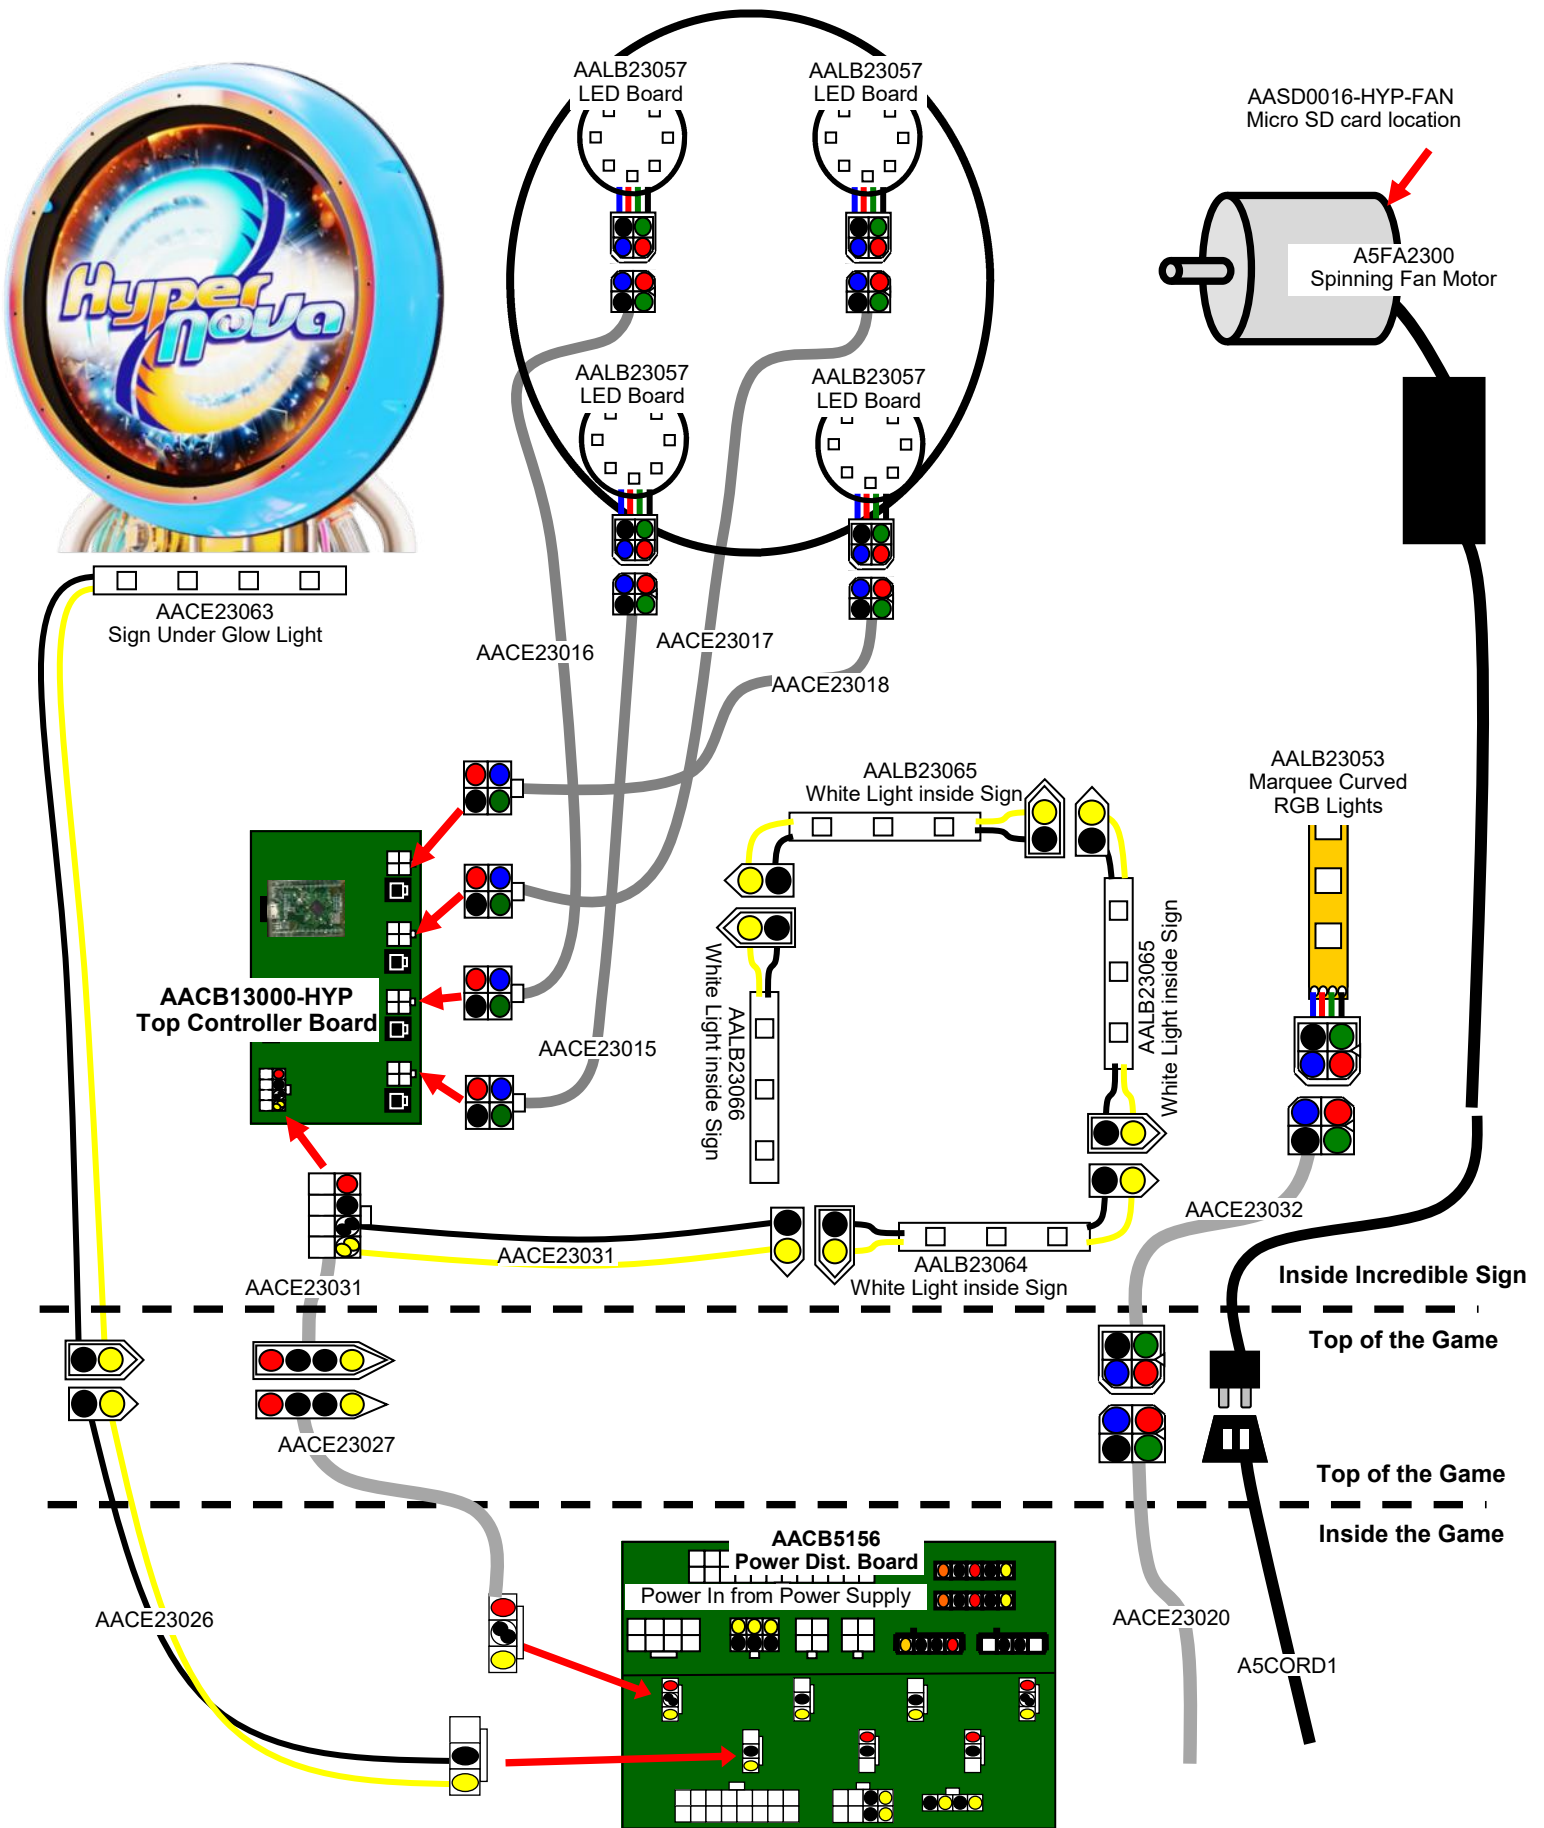 AALB23057
LED Board
AALB23057
LED Board
AASD0016-HYP-FAN
Micro SD card location
Hyper
Nova
A5FA2300
Spinning Fan Motor
AALB23057
LED Board
AALB23057
LED Board
AACE23063
Sign Under Glow Light
AACE23016
AACE23017
AACE23018
AALB23065
White Light inside Sign
AALB23053
Marquee Curved
RGB Lights
AACB13000-HYP
Top Controller Board
AACE23015
AALB23066
White Light inside Sign
AALB23065
White Light inside Sign
AACE23032
AACE23031
AALB23064
White Light inside Sign
AACE23031
Inside Incredible Sign
Top of the Game
AACE23027
Top of the Game
Inside the Game
AACB5156
Power Dist. Board
Power In from Power Supply
AACE23026
AACE23020
A5CORD1